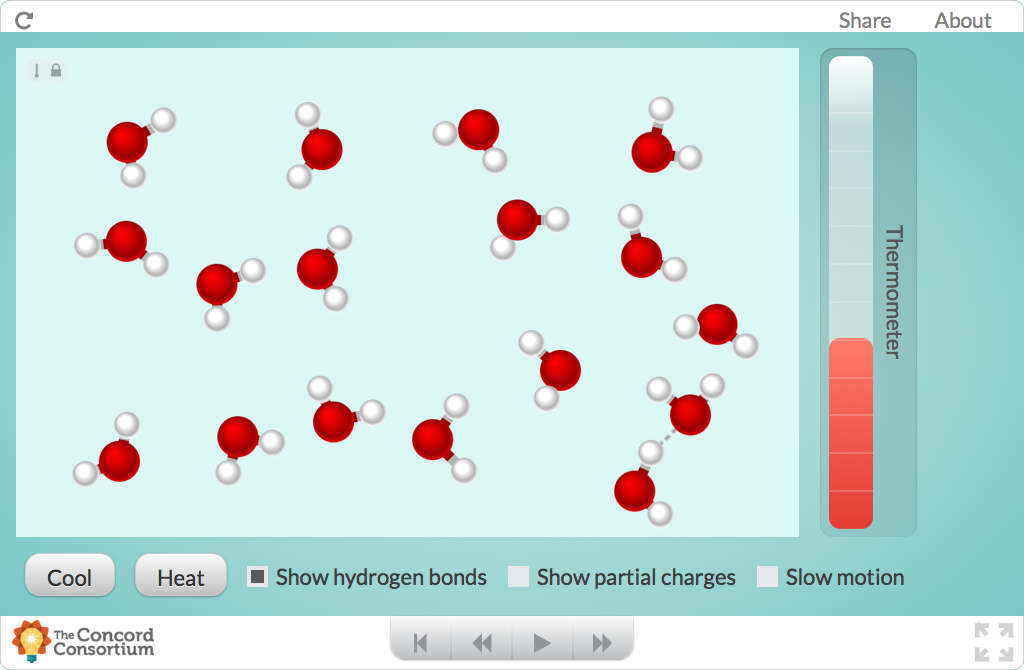 Share About
Thermometer
Cool Heat Show hydrogen bonds Show partial charges Slow motion
The Concord
Consortium